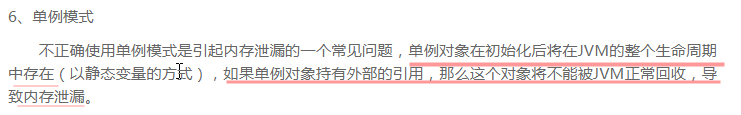 6、单例模式
不正确使用单例模式是引起内存泄漏的一个常见问题，单例对象在初始化后将在JVM的整个生命周期
中存在（以静态变量的方式），如果单例对象持有外部的引用，那么这个对象将不能被JVM正常回收，导
致内存泄漏。